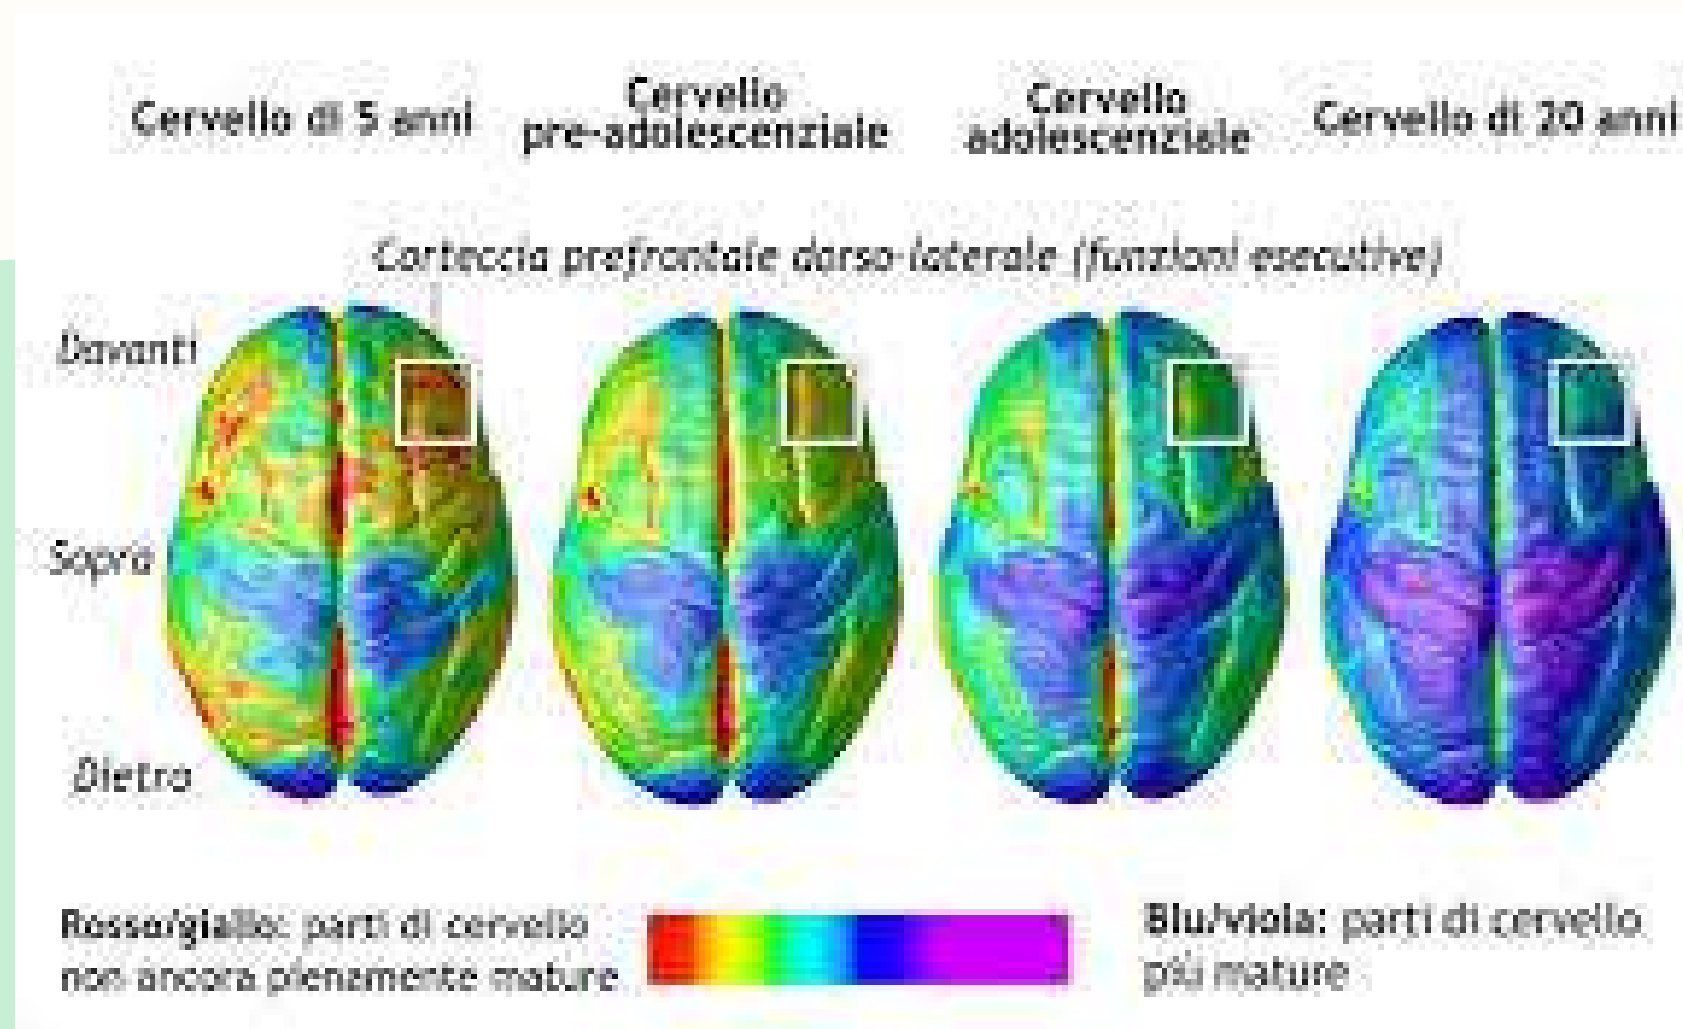 Cervello di 5 anni
Cervello
pre-adolescenziale
Cervello
adolescenziale
Cervello di 20 anni
Corteccia prefrontale dorso-laterale (funzioni esecutive)
Davanti
Sopra
Dietro
Rosso/giallo: parti di cervello
non ancora pienamente mature
Blu/viola: parti di cervello
più mature